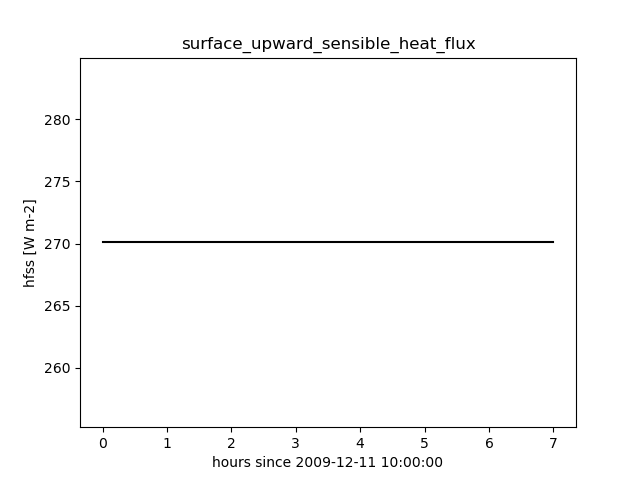 surface_upward_sensible_heat_flux
hfss [W m-2]
280
275
270
265
260
0 1 2 3 4 5 6 7
hours since 2009-12-11 10:00:00